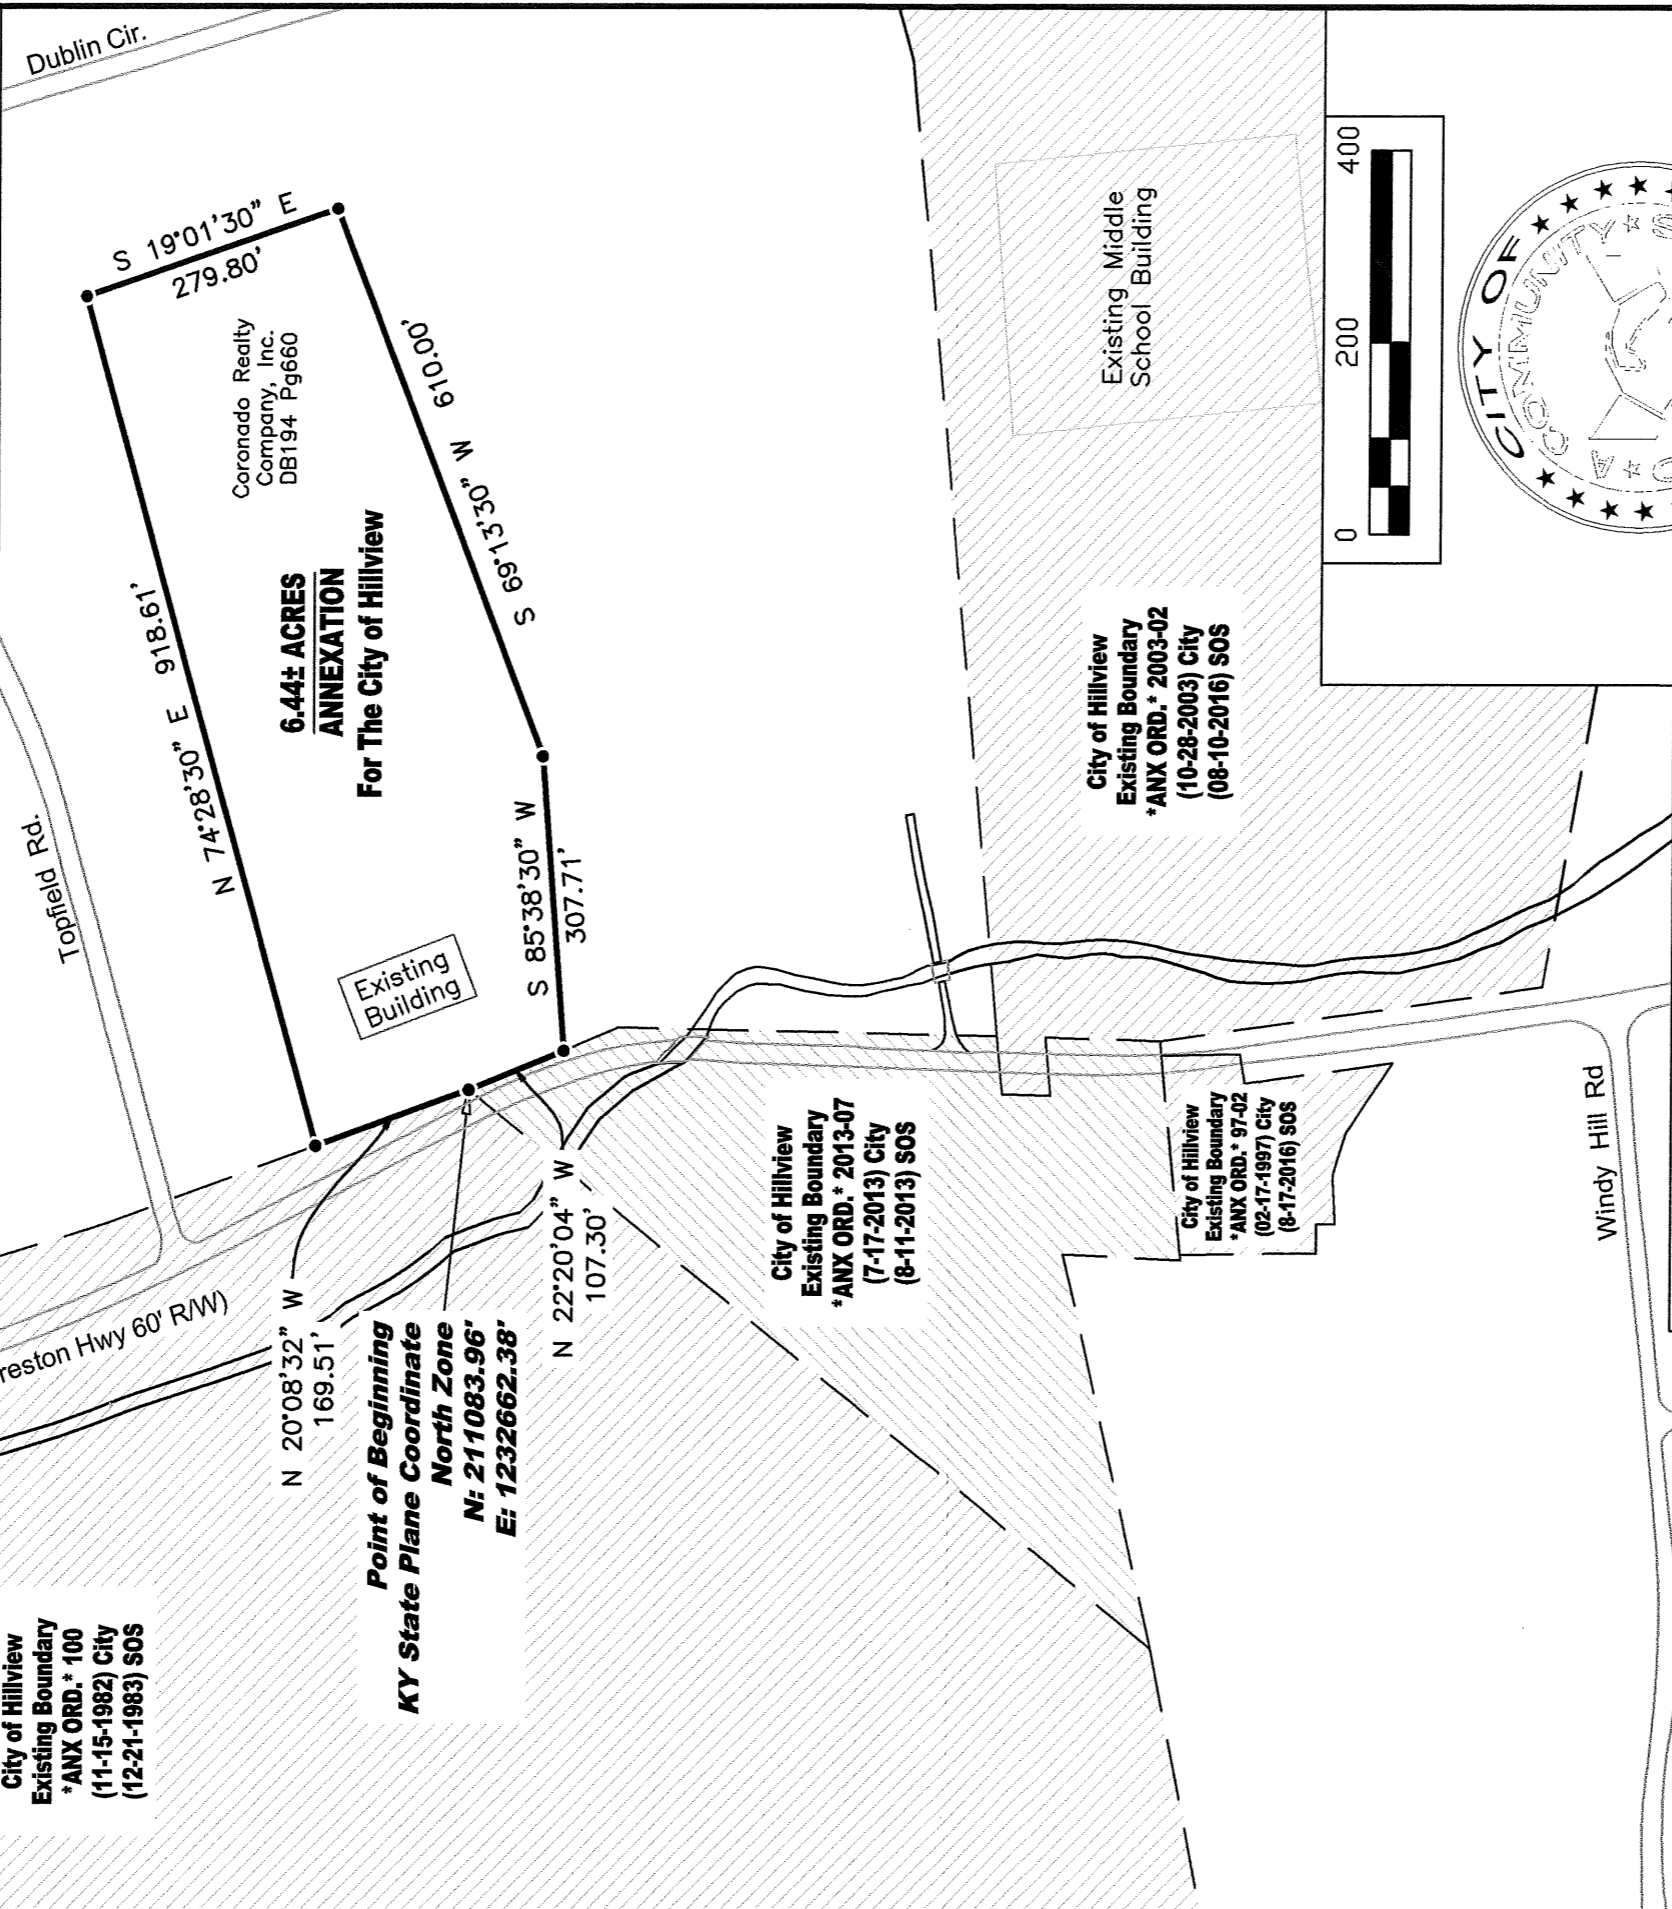 Dublin Cir.
Topfield Rd.
S 19°01'30" E
279.80'
N 74°28'30" E 918.61'
Coronado Realty
Company, Inc.
DB194 Pg660
6.44± ACRES
ANNEXATION
For The City of Hillview
S 69°13'30" W 610.00'
S 85°38'30" W
307.71'
Existing
Building
reston Hwy 60' R/W)
N 20°08'32" W
169.51'
Point of Beginning
KY State Plane Coordinate
North Zone
N: 211083.96'
E: 1232662.38'
N 22°20'04" W
107.30'
City of Hillview
Existing Boundary
*ANX ORD.* 100
(11-15-1982) City
(12-21-1983) SOS
City of Hillview
Existing Boundary
*ANX ORD.* 2013-07
(7-17-2013) City
(8-11-2013) SOS
City of Hillview
Existing Boundary
*ANX ORD.* 2003-02
(10-28-2003) City
(08-10-2016) SOS
City of Hillview
Existing Boundary
*ANX ORD.* 97-02
(02-17-1997) City
(8-17-2016) SOS
Existing Middle
School Building
Windy Hill Rd
0 200 400
CITY OF
A COMMUNITY